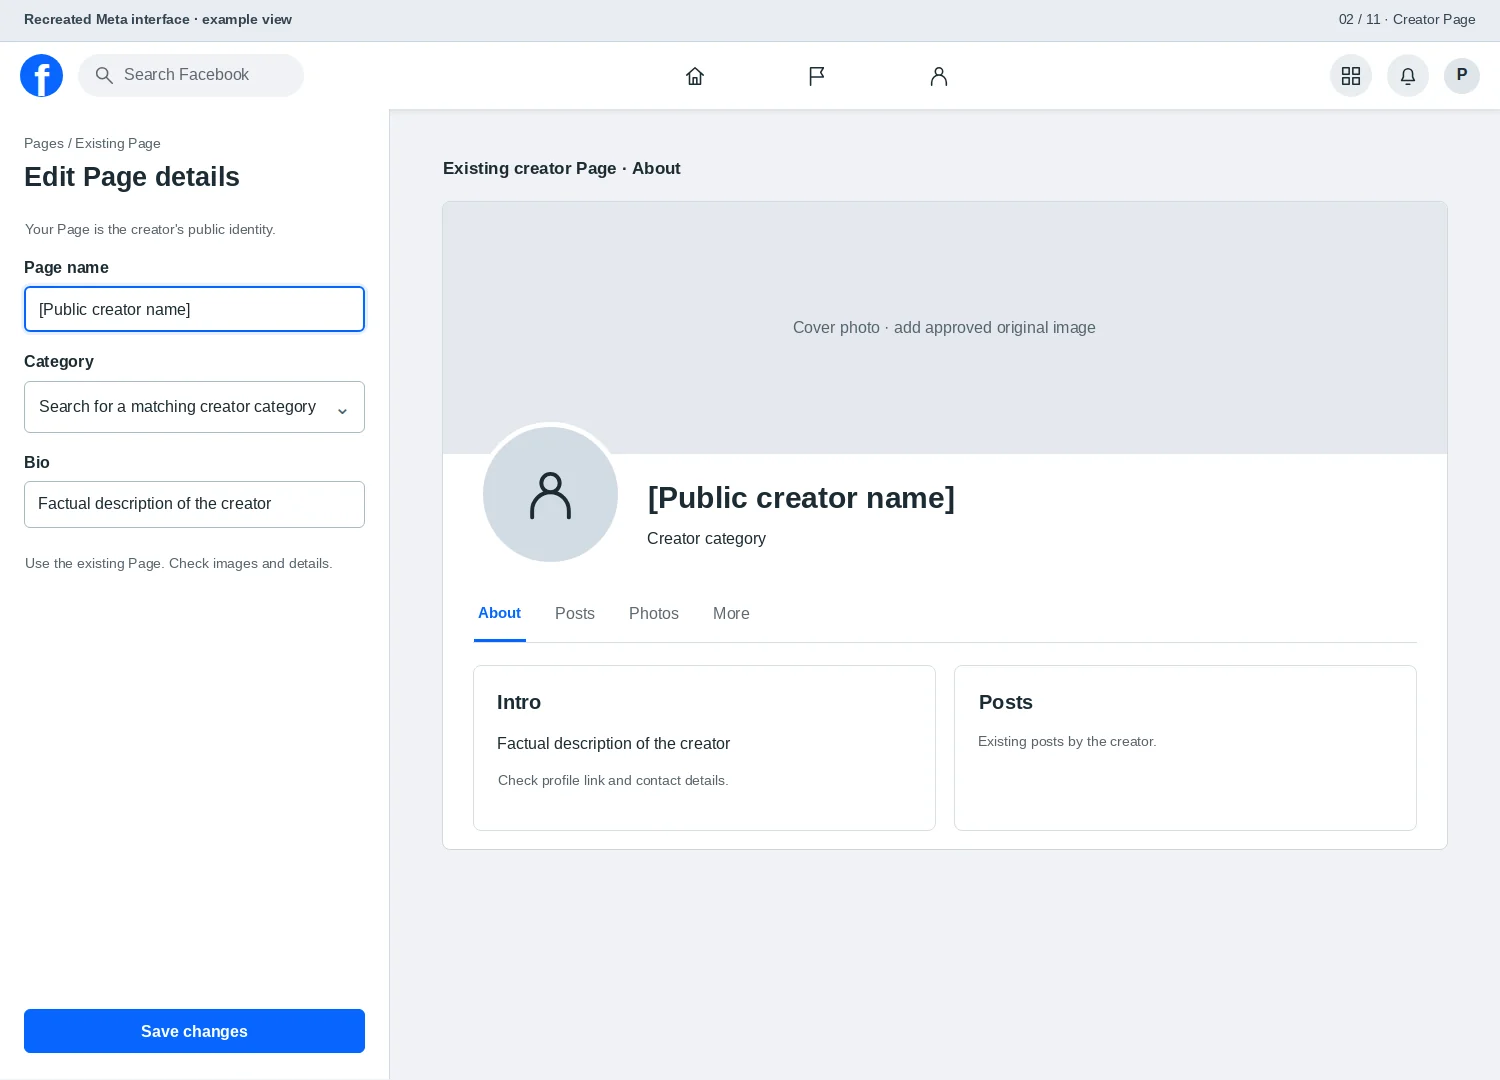 Recreated Meta interface · example view
02 / 11 · Creator Page
f
Search Facebook
P
Pages / Existing Page
Edit Page details
Your Page is the creator's public identity.
Page name
[Public creator name]
Category
Search for a matching creator category
Bio
Factual description of the creator
Use the existing Page. Check images and details.
Save changes
Existing creator Page · About
Cover photo · add approved original image
[Public creator name]
Creator category
About
Posts
Photos
More
Intro
Factual description of the creator
Check profile link and contact details.
Posts
Existing posts by the creator.